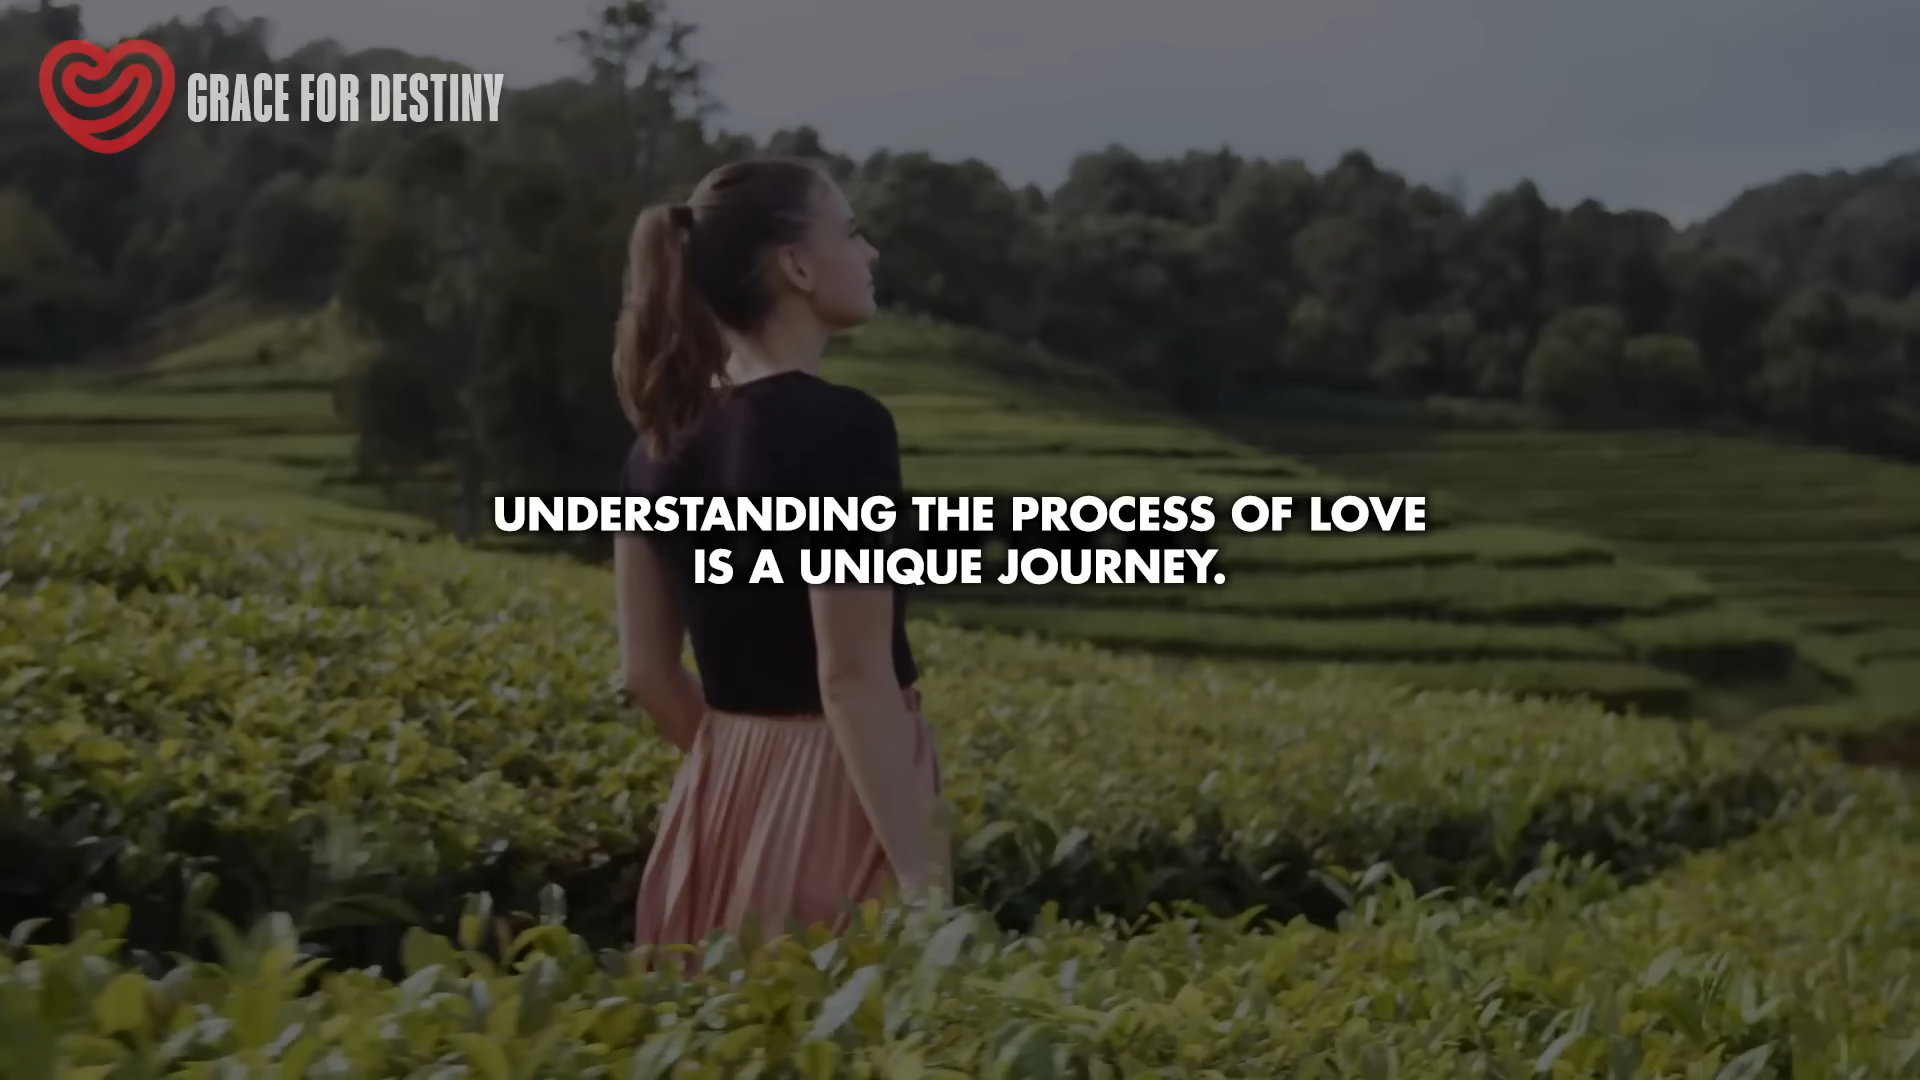 GRACE FOR DESTINY
UNDERSTANDING THE PROCESS OF LOVE
IS A UNIQUE JOURNEY.